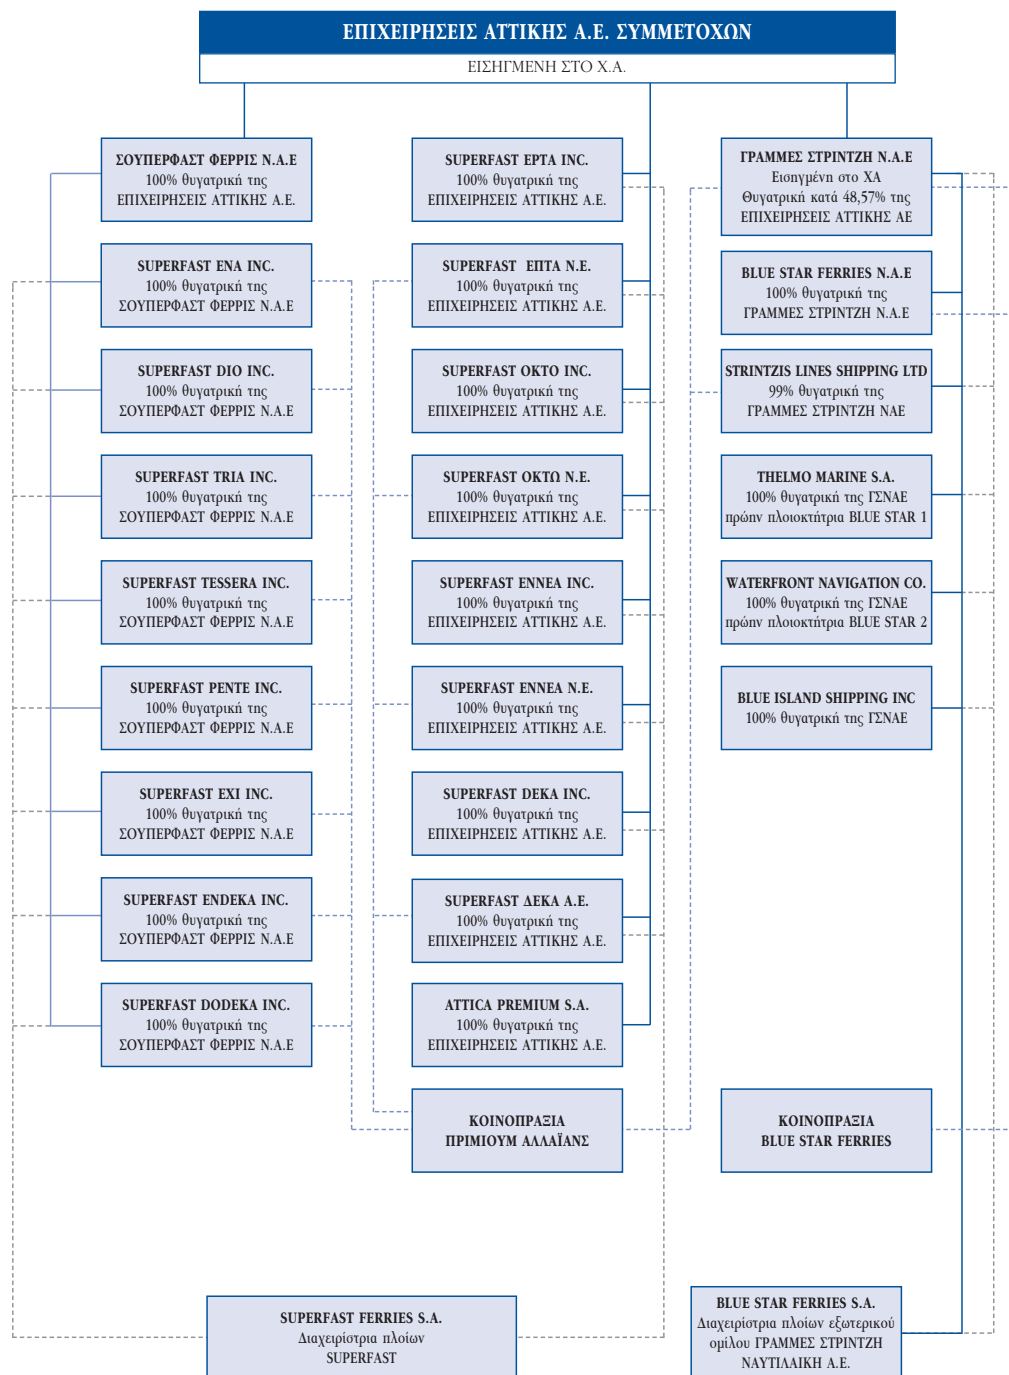 ΕΠΙΧΕΙΡΗΣΕΙΣ ΑΤΤΙΚΗΣ Α.Ε. ΣΥΜΜΕΤΟΧΩΝ
ΕΙΣΗΓΜΕΝΗ ΣΤΟ Χ.Α.
ΣΟΥΠΕΡΦΑΣΤ ΦΕΡΡΙΣ Ν.Α.Ε
100% θυγατρική της
ΕΠΙΧΕΙΡΗΣΕΙΣ ΑΤΤΙΚΗΣ Α.Ε.
SUPERFAST ΕΝΑ INC.
100% θυγατρική της
ΣΟΥΠΕΡΦΑΣΤ ΦΕΡΡΙΣ Ν.Α.Ε
SUPERFAST DIO INC.
100% θυγατρική της
ΣΟΥΠΕΡΦΑΣΤ ΦΕΡΡΙΣ Ν.Α.Ε
SUPERFAST TRIA INC.
100% θυγατρική της
ΣΟΥΠΕΡΦΑΣΤ ΦΕΡΡΙΣ Ν.Α.Ε
SUPERFAST TESSERA INC.
100% θυγατρική της
ΣΟΥΠΕΡΦΑΣΤ ΦΕΡΡΙΣ Ν.Α.Ε
SUPERFAST PENTE INC.
100% θυγατρική της
ΣΟΥΠΕΡΦΑΣΤ ΦΕΡΡΙΣ Ν.Α.Ε
SUPERFAST EXI INC.
100% θυγατρική της
ΣΟΥΠΕΡΦΑΣΤ ΦΕΡΡΙΣ Ν.Α.Ε
SUPERFAST ENDEKA INC.
100% θυγατρική της
ΣΟΥΠΕΡΦΑΣΤ ΦΕΡΡΙΣ Ν.Α.Ε
SUPERFAST DODEKA INC.
100% θυγατρική της
ΣΟΥΠΕΡΦΑΣΤ ΦΕΡΡΙΣ Ν.Α.Ε
SUPERFAST EPTA INC.
100% θυγατρική της
ΕΠΙΧΕΙΡΗΣΕΙΣ ΑΤΤΙΚΗΣ Α.Ε.
SUPERFAST ΕΠΤΑ Ν.Ε.
100% θυγατρική της
ΕΠΙΧΕΙΡΗΣΕΙΣ ΑΤΤΙΚΗΣ Α.Ε.
SUPERFAST OKTO INC.
100% θυγατρική της
ΕΠΙΧΕΙΡΗΣΕΙΣ ΑΤΤΙΚΗΣ Α.Ε.
SUPERFAST ΟΚΤΩ Ν.Ε.
100% θυγατρική της
ΕΠΙΧΕΙΡΗΣΕΙΣ ΑΤΤΙΚΗΣ Α.Ε.
SUPERFAST ENNEA INC.
100% θυγατρική της
ΕΠΙΧΕΙΡΗΣΕΙΣ ΑΤΤΙΚΗΣ Α.Ε.
SUPERFAST ENNEA Ν.Ε.
100% θυγατρική της
ΕΠΙΧΕΙΡΗΣΕΙΣ ΑΤΤΙΚΗΣ Α.Ε.
SUPERFAST DEKA INC.
100% θυγατρική της
ΕΠΙΧΕΙΡΗΣΕΙΣ ΑΤΤΙΚΗΣ Α.Ε.
SUPERFAST ΔΕΚΑ Α.Ε.
100% θυγατρική της
ΕΠΙΧΕΙΡΗΣΕΙΣ ΑΤΤΙΚΗΣ Α.Ε.
ATTICA PREMIUM S.A.
100% θυγατρική της
ΕΠΙΧΕΙΡΗΣΕΙΣ ΑΤΤΙΚΗΣ Α.Ε.
ΚΟΙΝΟΠΡΑΞΙΑ
ΠΡΙΜΙΟΥΜ ΑΛΛΑΪΑΝΣ
ΓΡΑΜΜΕΣ ΣΤΡΙΝΤΖΗ Ν.Α.Ε
Εισηγμένη στο ΧΑ
Θυγατρική κατά 48,57% της
ΕΠΙΧΕΙΡΗΣΕΙΣ ΑΤΤΙΚΗΣ ΑΕ
BLUE STAR FERRIES Ν.Α.Ε
100% θυγατρική της
ΓΡΑΜΜΕΣ ΣΤΡΙΝΤΖΗ Ν.Α.Ε
STRINTZIS LINES SHIPPING LTD
99% θυγατρική της
ΓΡΑΜΜΕΣ ΣΤΡΙΝΤΖΗ ΝΑΕ
THELMO MARINE S.A.
100% θυγατρική της ΓΣΝΑΕ
πρώην πλοιοκτήτρια BLUE STAR 1
WATERFRONT NAVIGATION CO.
100% θυγατρική της ΓΣΝΑΕ
πρώην πλοιοκτήτρια BLUE STAR 2
BLUE ISLAND SHIPPING INC
100% θυγατρική της ΓΣΝΑΕ
ΚΟΙΝΟΠΡΑΞΙΑ
BLUE STAR FERRIES
SUPERFAST FERRIES S.A.
Διαχειρίστρια πλοίων
SUPERFAST
BLUE STAR FERRIES S.A.
Διαχειρίστρια πλοίων εξωτερικού
ομίλου ΓΡΑΜΜΕΣ ΣΤΡΙΝΤΖΗ
ΝΑΥΤΙΛΑΙΚΗ Α.Ε.